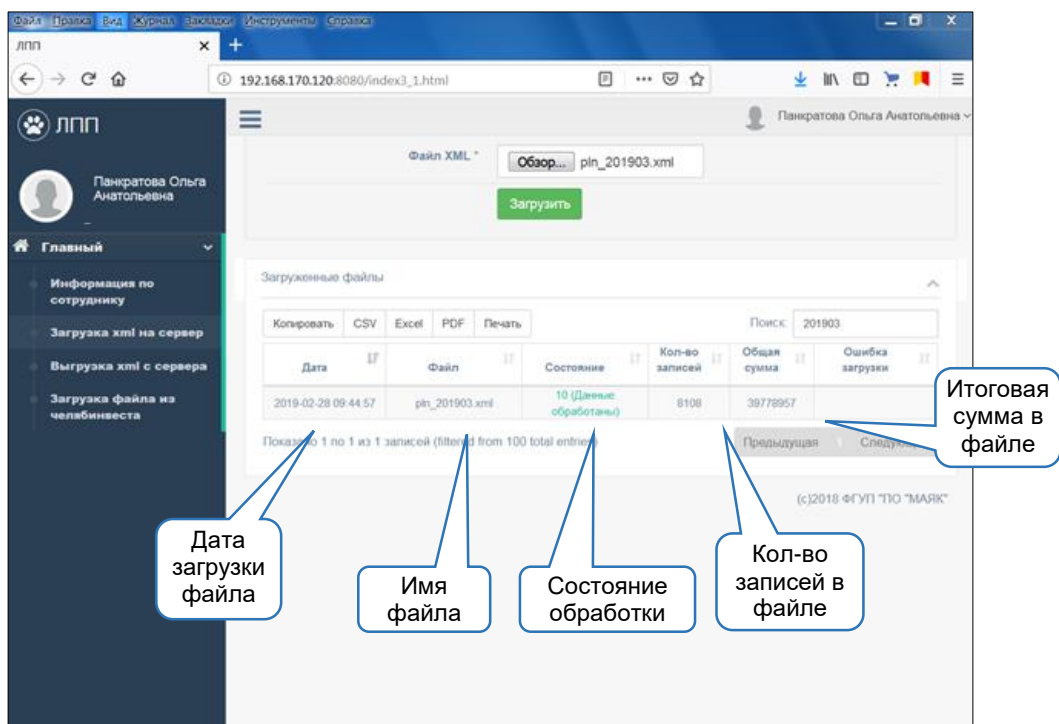 Файл Правка Вид Журнал Закладки Инструменты Справка
ЛПП
192.168.170.120:8080/index3_1.html
ЛПП
Панкратова Ольга Анатольевна
Панкратова Ольга
Анатольевна
Файл XML *
Обзор... pln_201903.xml
Загрузить
Главный
Информация по
сотруднику
Загрузка xml на сервер
Выгрузка xml с сервера
Загрузка файла из
челябинвеста
Загруженные файлы
Копировать CSV Excel PDF Печать
Поиск: 201903
Дата Файл Состояние Кол-во
записей Общая
сумма Ошибка
загрузки
2019-02-28 09:44:57 pln_201903.xml 10 (Данные
обработаны) 8108 39778957
Показано 1 по 1 из 1 записей (filtered from 100 total entries)
Предыдущая 1
(c)2018 ФГУП "ПО "МАЯК"
Итоговая
сумма в
файле
Дата
загрузки
файла
Имя
файла
Состояние
обработки
Кол-во
записей в
файле